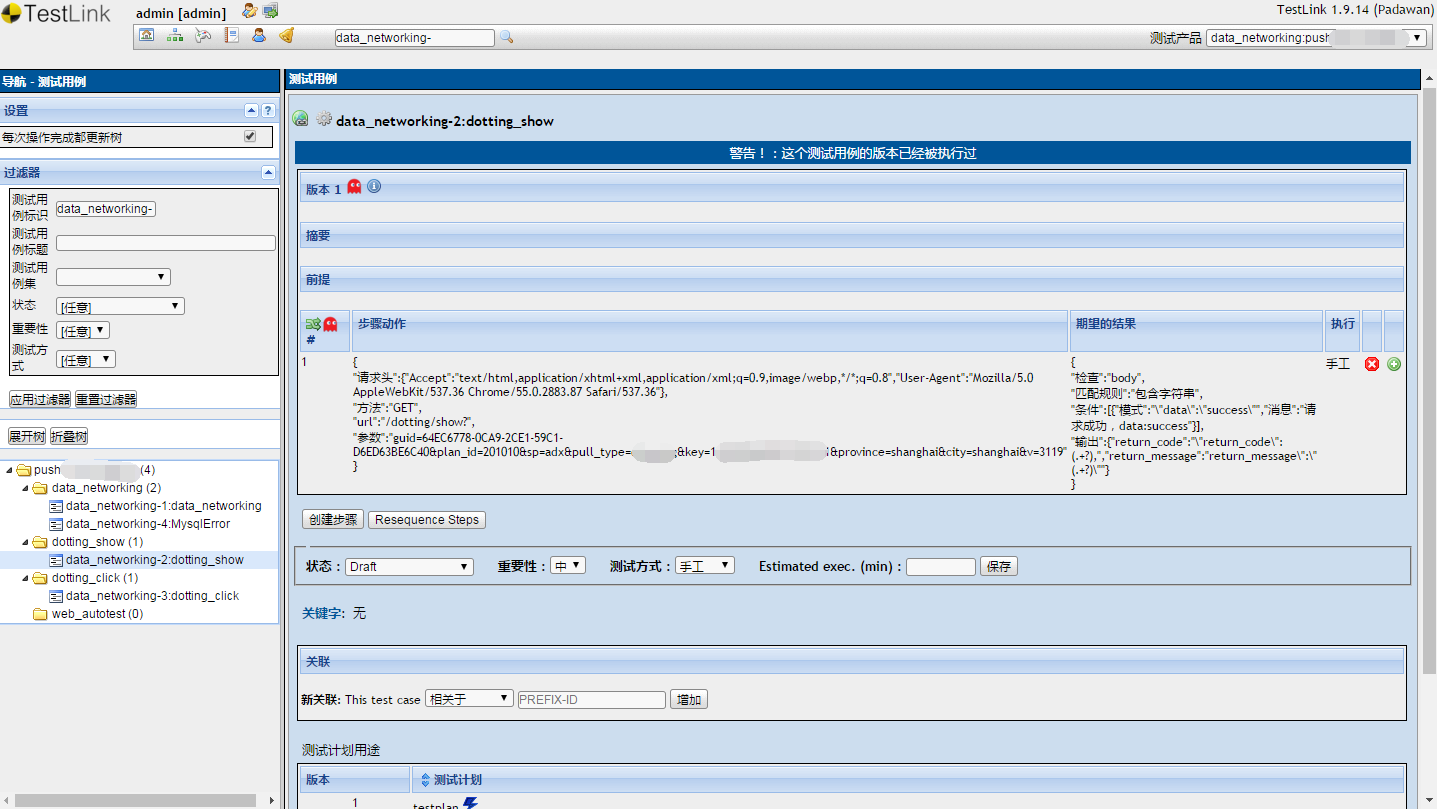 TestLink
admin [admin]
TestLink 1.9.14 (Padawan)
data_networking-
测试产品
data_networking:push
导航 - 测试用例
设置
每次操作完成都更新树
过滤器
测试用
例标识
data_networking-
测试用
例标题
测试用
例集
状态
[任意]
重要性
[任意]
测试方
式
[任意]
应用过滤器
重置过滤器
展开树
折叠树
push
(4)
data_networking (2)
data_networking-1:data_networking
data_networking-4:MysqlError
dotting_show (1)
data_networking-2:dotting_show
dotting_click (1)
data_networking-3:dotting_click
web_autotest (0)
测试用例
data_networking-2:dotting_show
警告！：这个测试用例的版本已经被执行过
版本 1
摘要
前提
#
步骤动作
期望的结果
执行
1
{
"请求头":{"Accept":"text/html,application/xhtml+xml,application/xml;q=0.9,image/webp,*/*;q=0.8","User-Agent":"Mozilla/5.0
AppleWebKit/537.36 Chrome/55.0.2883.87 Safari/537.36"},
"方法":"GET",
"url":"/dotting/show?",
"参数":"guid=64EC6778-0CA9-2CE1-59C1-
D6ED63BE6C40&plan_id=201010&sp=adx&pull_type=
&key=1
&province=shanghai&city=shanghai&v=3119"
}
{
"检查":"body",
"匹配规则":"包含字符串",
"条件":[{"模式":"\"data\":\"success\"","消息":"请
求成功，data:success"}],
"输出":{"return_code":"\"return_code\":
(.+?),","return_message":"return_message\":\"
(.+?)\""}
}
手工
创建步骤
Resequence Steps
状态 :
Draft
重要性 :
中
测试方式 :
手工
Estimated exec. (min) :
保存
关键字: 无
关联
新关联: This test case
相关于
PREFIX-ID
增加
测试计划用途
版本
测试计划
1
testplan